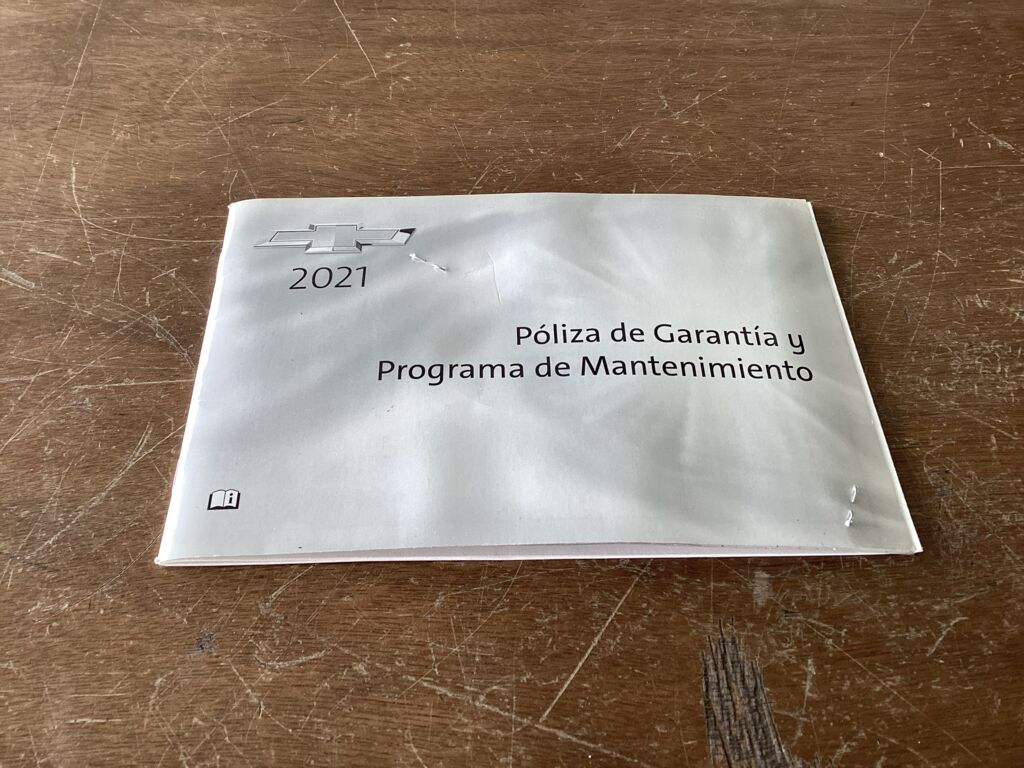 2021
Póliza de Garantía y
Programa de Mantenimiento
i